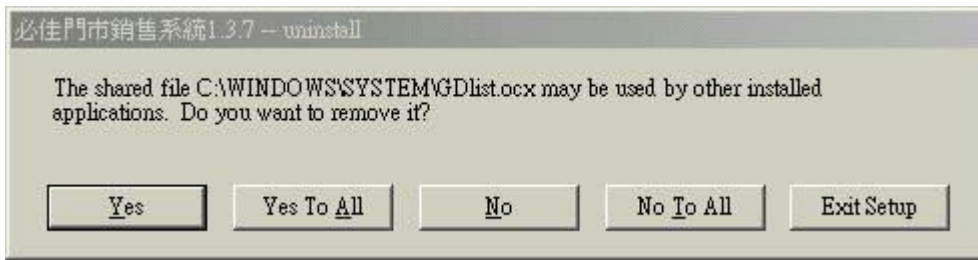 必佳門市銷售系統1.3.7 -- uninstall
The shared file C:\WINDOWS\SYSTEM\GDlist.ocx may be used by other installed
applications. Do you want to remove it?
Yes Yes To All No No To All Exit Setup